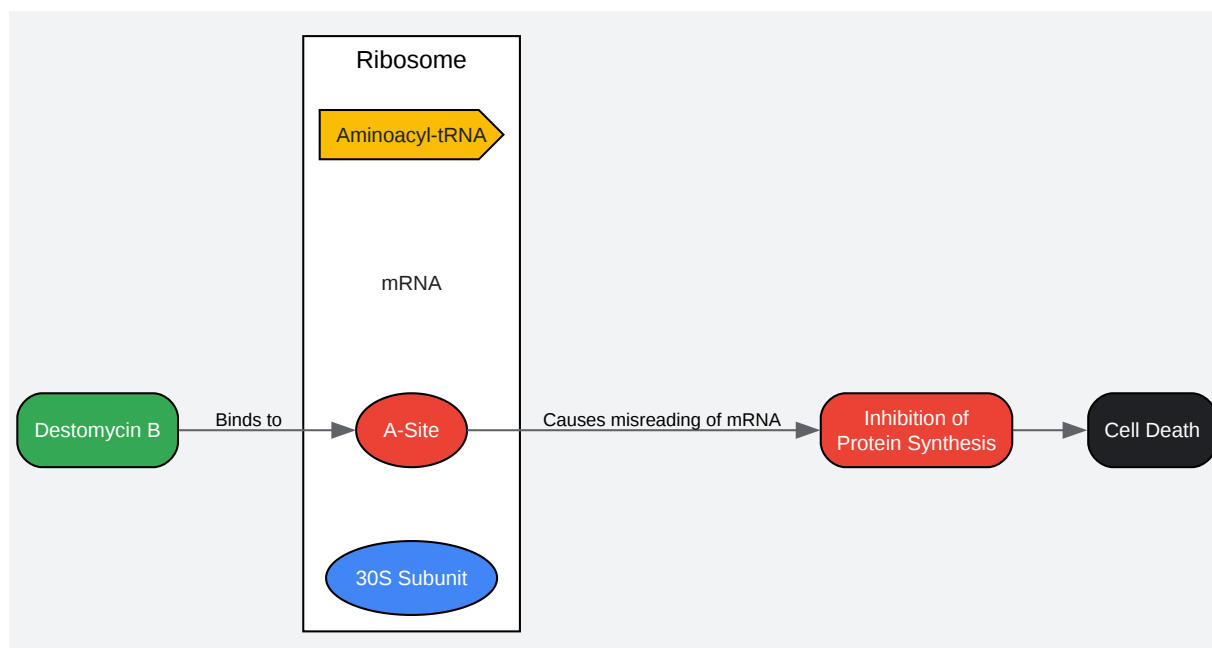 Ribosome
Aminoacyl-tRNA
mRNA
Destomycin B
Binds to
A-Site
Causes misreading of mRNA
Inhibition of
Protein Synthesis
Cell Death
30S Subunit